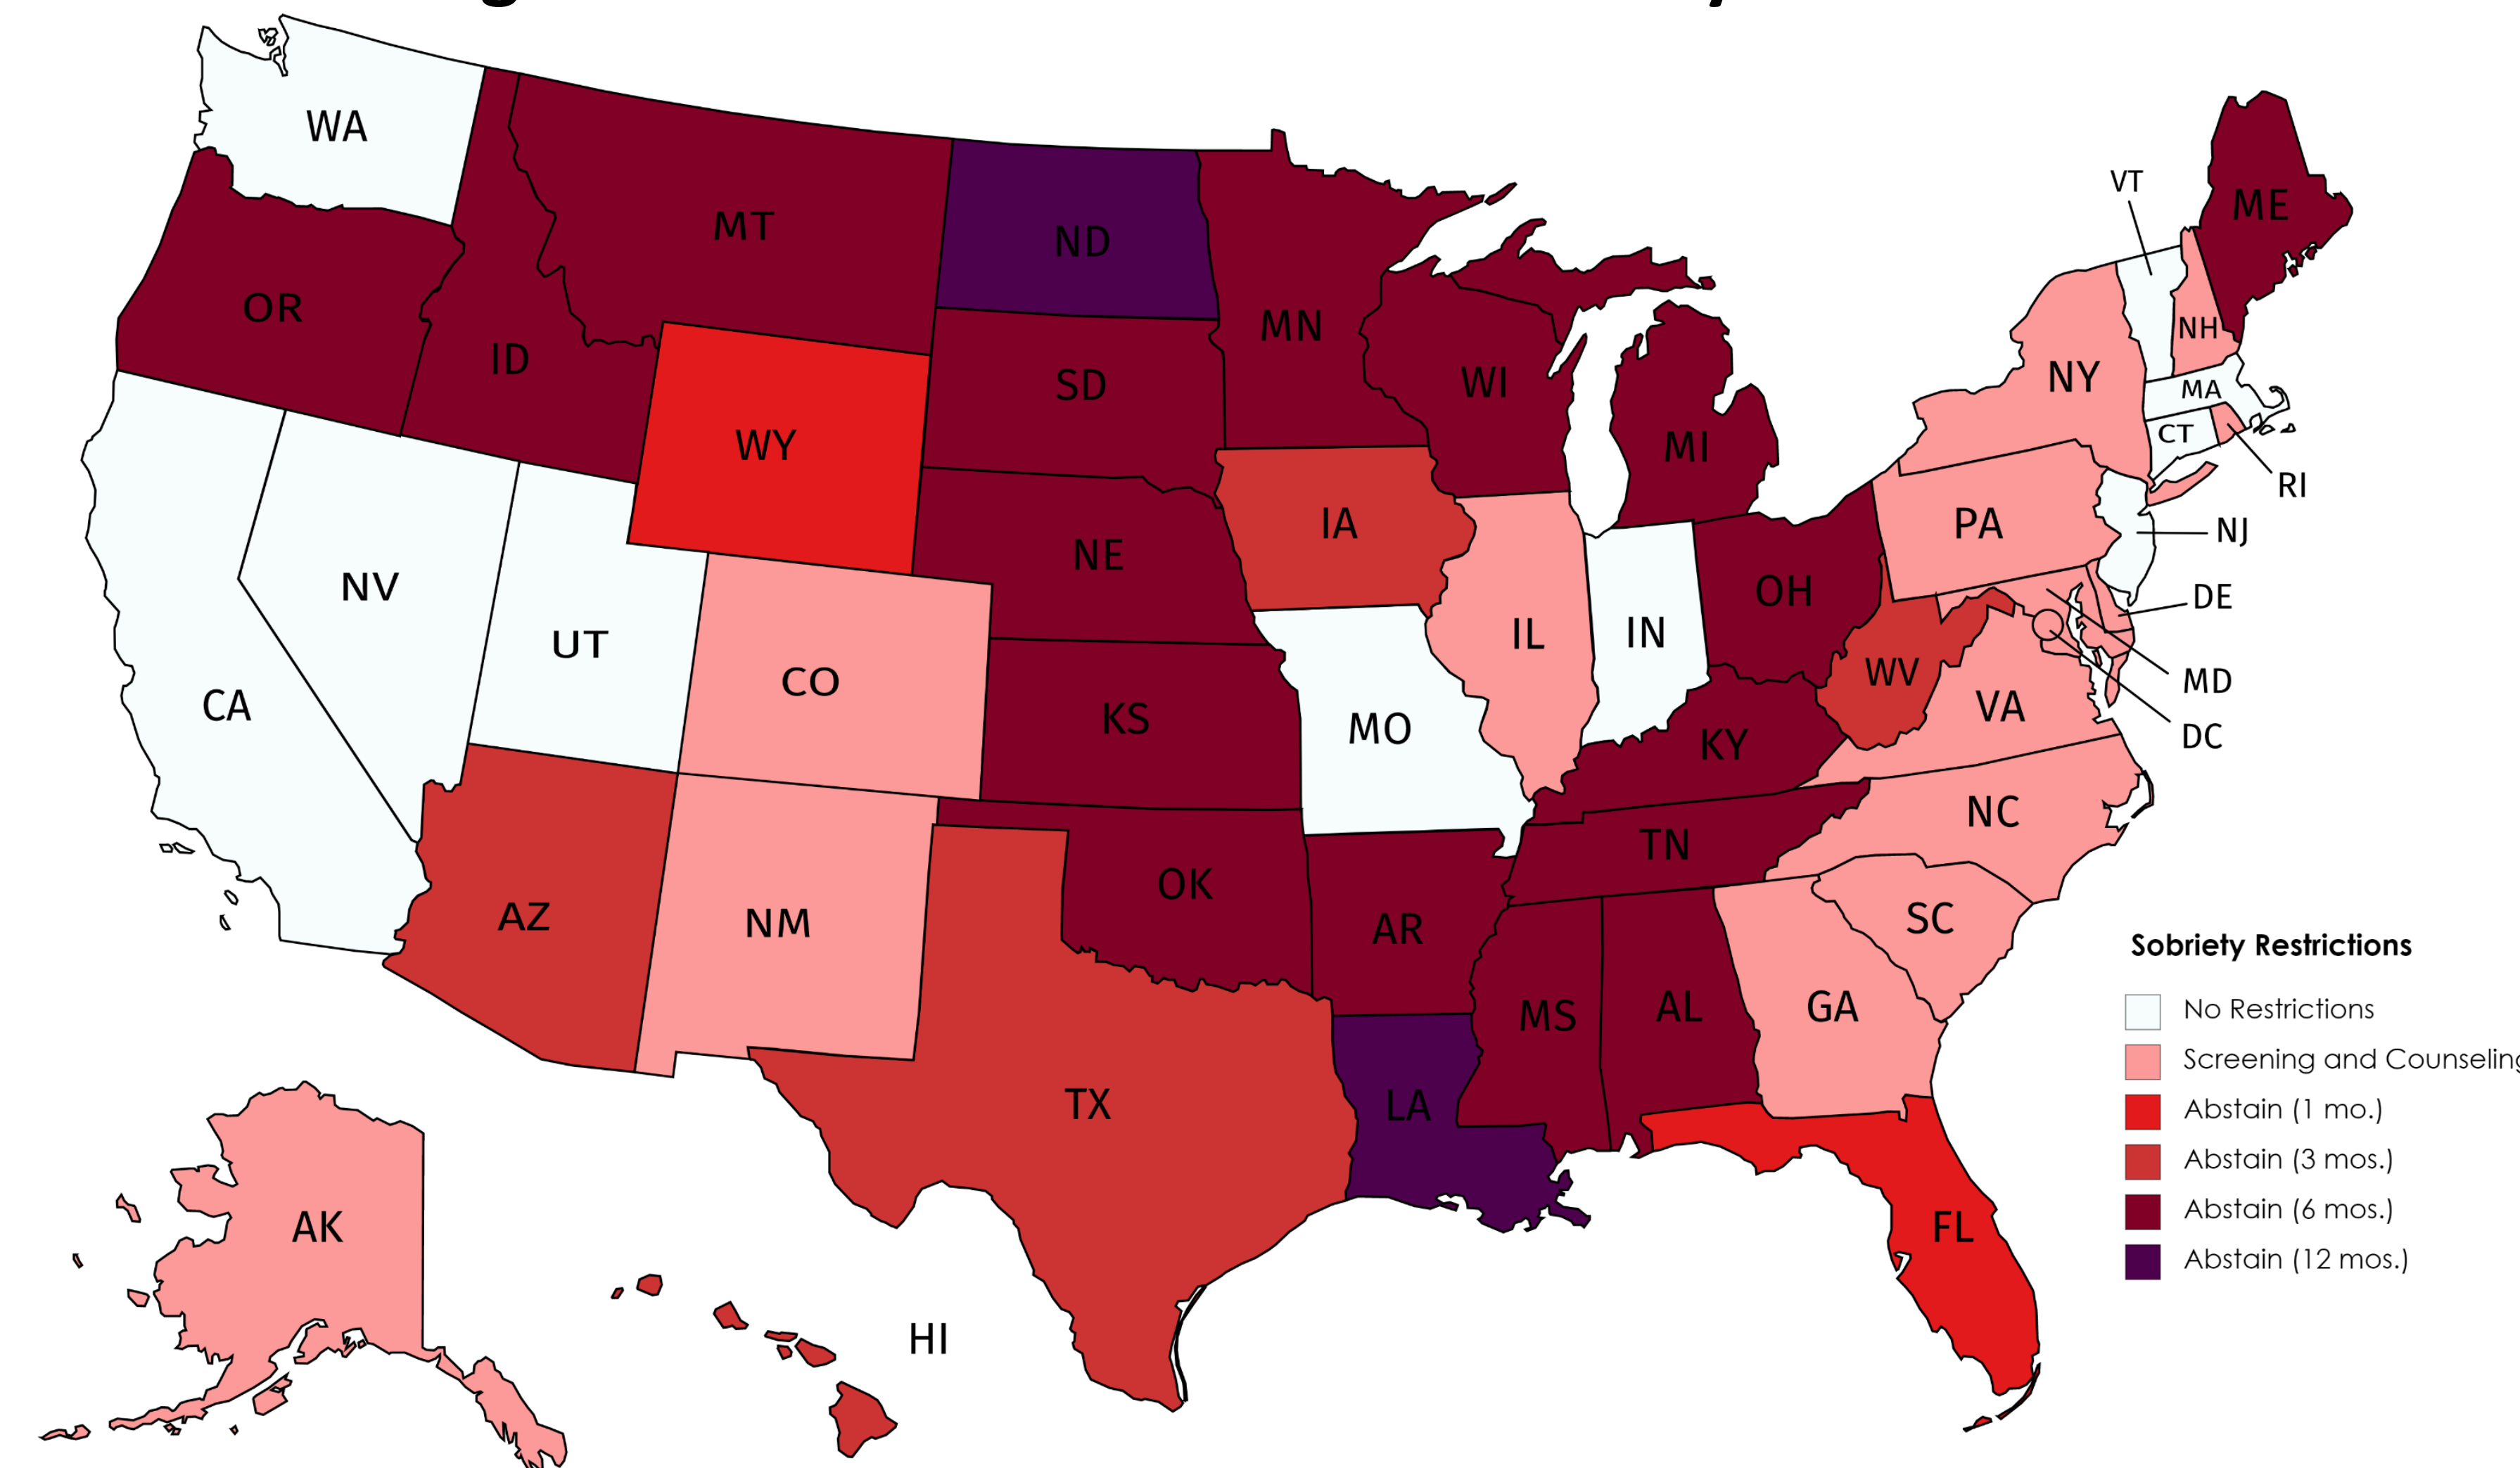 WA
VT
ME
MT
ND
OR
MN
NH
ID
WI
NY
SD
MA
WY
CT
MI
RI
IA
PA
NJ
NE
NV
OH
DE
IN
IL
UT
WV
MD
CO
CA
VA
KS
MO
DC
KY
NC
TN
OK
AZ
SC
NM
AR
Sobriety Restrictions
GA
No Restrictions
AL
MS
Screening and Counseling
TX
LA
Abstain (1 mo.)
Abstain (3 mos.)
Abstain (6 mos.)
AK
FL
Abstain (12 mos.)
HI